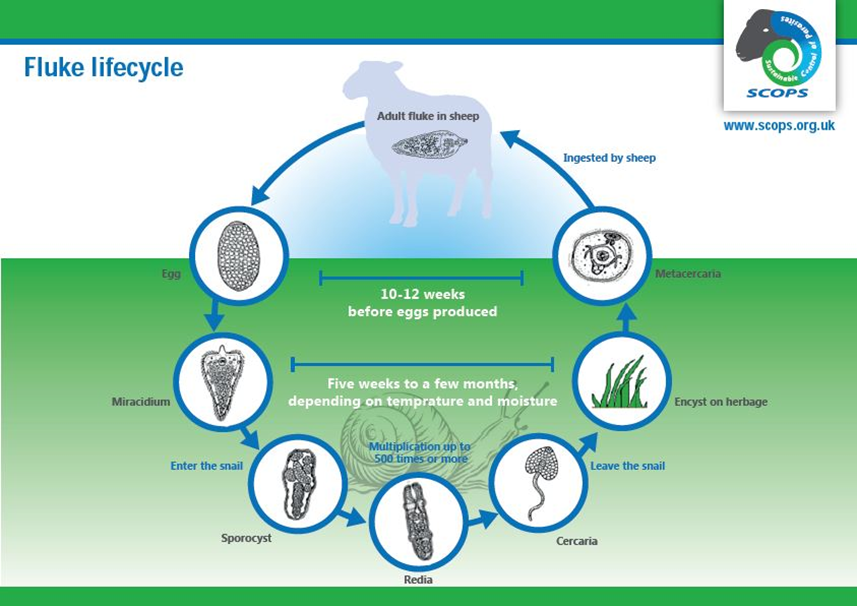 Fluke lifecycle
Sustainable Control of Parasites
SCOPS
www.scops.org.uk
Adult fluke in sheep
Ingested by sheep
Egg
Metacercaria
10-12 weeks
before eggs produced
Five weeks to a few months,
depending on temprature and moisture
Miracidium
Encyst on herbage
Multiplication up to
500 times or more
Enter the snail
Leave the snail
Sporocyst
Cercaria
Redia